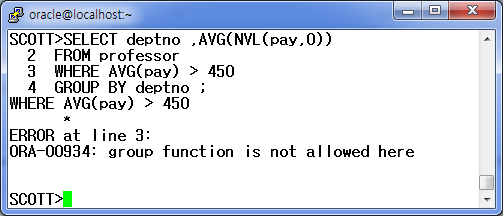 oracle@localhost:~
SCOTT>SELECT deptno ,AVG(NVL(pay,0))
  2  FROM professor
  3  WHERE AVG(pay) > 450
  4  GROUP BY deptno ;
WHERE AVG(pay) > 450
      *
ERROR at line 3:
ORA-00934: group function is not allowed here
SCOTT>